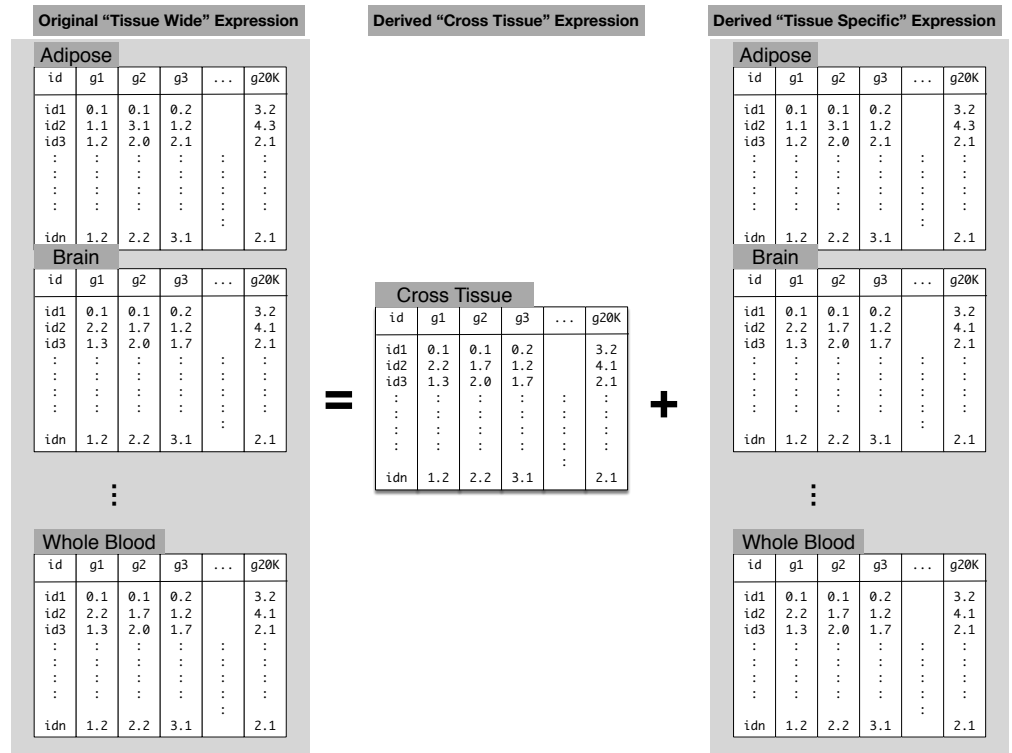 Original “Tissue Wide” Expression
Adipose
id g1 g2 g3 ... g20K
id1 0.1 0.1 0.2 3.2
id2 1.1 3.1 1.2 4.3
id3 1.2 2.0 2.1 2.1
: : : : : :
: : : : : :
: : : : : :
: : : : : :
:
idn 1.2 2.2 3.1 2.1
Brain
id g1 g2 g3 ... g20K
id1 0.1 0.1 0.2 3.2
id2 2.2 1.7 1.2 4.1
id3 1.3 2.0 1.7 2.1
: : : : : :
: : : : : :
: : : : : :
: : : : : :
:
idn 1.2 2.2 3.1 2.1
⋮
Whole Blood
id g1 g2 g3 ... g20K
id1 0.1 0.1 0.2 3.2
id2 2.2 1.7 1.2 4.1
id3 1.3 2.0 1.7 2.1
: : : : : :
: : : : : :
: : : : : :
: : : : : :
:
idn 1.2 2.2 3.1 2.1
=
Derived “Cross Tissue” Expression
Cross Tissue
id g1 g2 g3 ... g20K
id1 0.1 0.1 0.2 3.2
id2 2.2 1.7 1.2 4.1
id3 1.3 2.0 1.7 2.1
: : : : : :
: : : : : :
: : : : : :
: : : : : :
:
idn 1.2 2.2 3.1 2.1
+
Derived “Tissue Specific” Expression
Adipose
id g1 g2 g3 ... g20K
id1 0.1 0.1 0.2 3.2
id2 1.1 3.1 1.2 4.3
id3 1.2 2.0 2.1 2.1
: : : : : :
: : : : : :
: : : : : :
: : : : : :
:
idn 1.2 2.2 3.1 2.1
Brain
id g1 g2 g3 ... g20K
id1 0.1 0.1 0.2 3.2
id2 2.2 1.7 1.2 4.1
id3 1.3 2.0 1.7 2.1
: : : : : :
: : : : : :
: : : : : :
: : : : : :
:
idn 1.2 2.2 3.1 2.1
⋮
Whole Blood
id g1 g2 g3 ... g20K
id1 0.1 0.1 0.2 3.2
id2 2.2 1.7 1.2 4.1
id3 1.3 2.0 1.7 2.1
: : : : : :
: : : : : :
: : : : : :
: : : : : :
:
idn 1.2 2.2 3.1 2.1